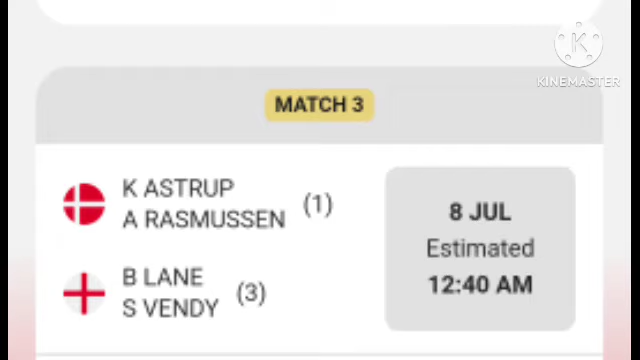 K
KINEMASTER
MATCH 3
K ASTRUP
A RASMUSSEN (1)
B LANE
S VENDY (3)
8 JUL
Estimated
12:40 AM